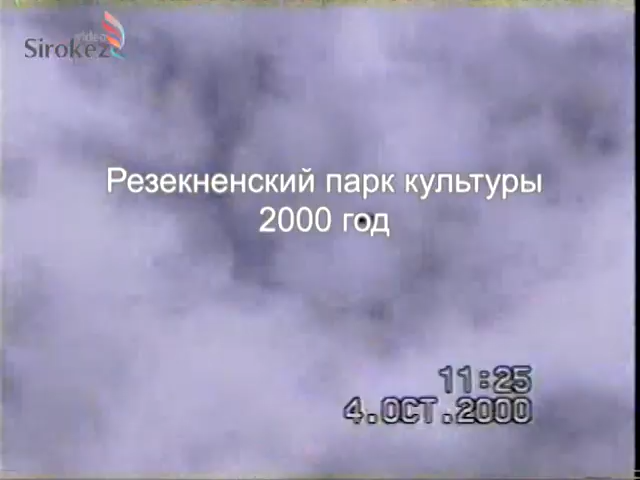 video
Sirokez
Резекненский парк культуры
2000 год
11:25
4.OCT.2000